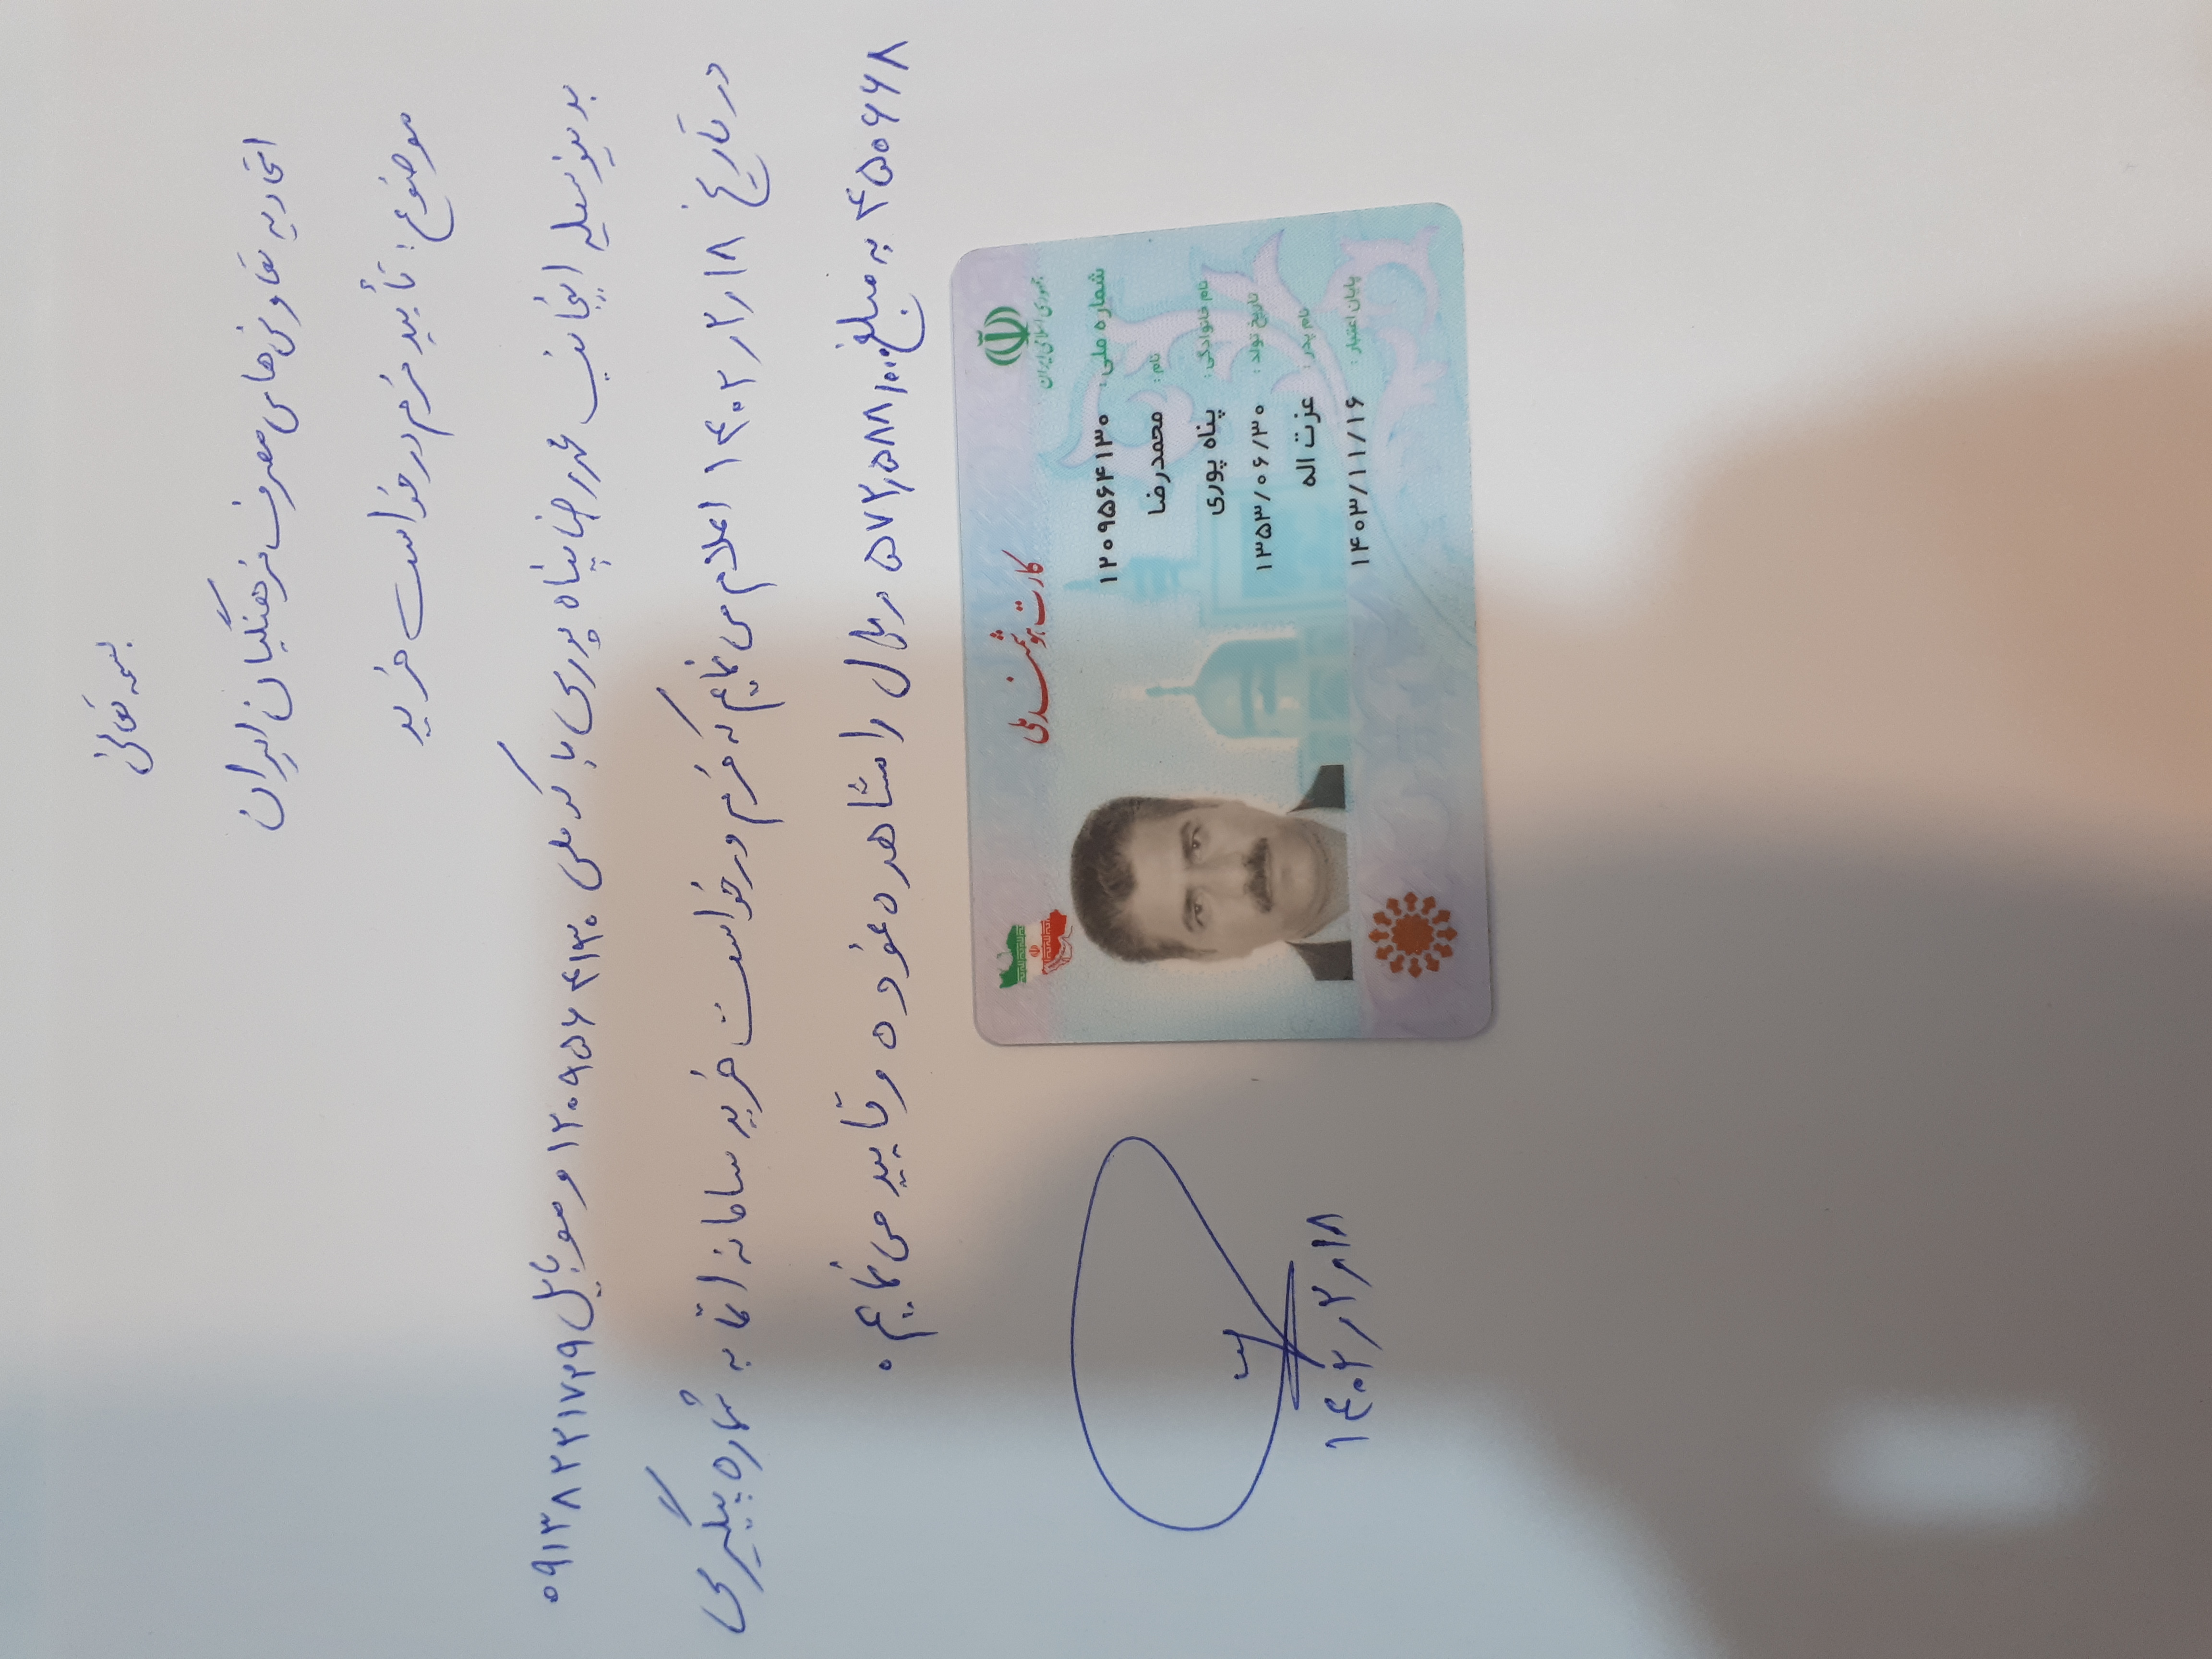 بسمه تعالی
اتحادیه تعاونی های مصرف فرهنگیان ایران
موضوع : تأیید فرم درخواست خرید
بدینوسیله اینجانب محمدرضا پناه پوری با کد ملی ۱۲۰۹۵۶۴۱۳۰ و موبایل ۰۹۱۳۸۲۲۱۷۲۹
در تاریخ ۱۴۰۲٫۲٫۱۸ اعلام می نمایم که فرم درخواست خرید سامانه اتما به شماره پیگیری
۴۵۰۶۶۸ به مبلغ ۵۷۲٫۵۸۸٫۰۰۰ ریال را مشاهده نموده و تایید می نمایم .
جمهوری اسلامی ایران
کارت هوشمند ملی
شماره ملی : ۱۲۰۹۵۶۴۱۳۰
نام : محمدرضا
نام خانوادگی : پناه پوری
تاریخ تولد : ۱۳۵۳/۰۶/۳۰
نام پدر : عزت اله
پایان اعتبار : ۱۴۰۳/۱۱/۱۶
۱۴۰۲٫۲٫۱۸